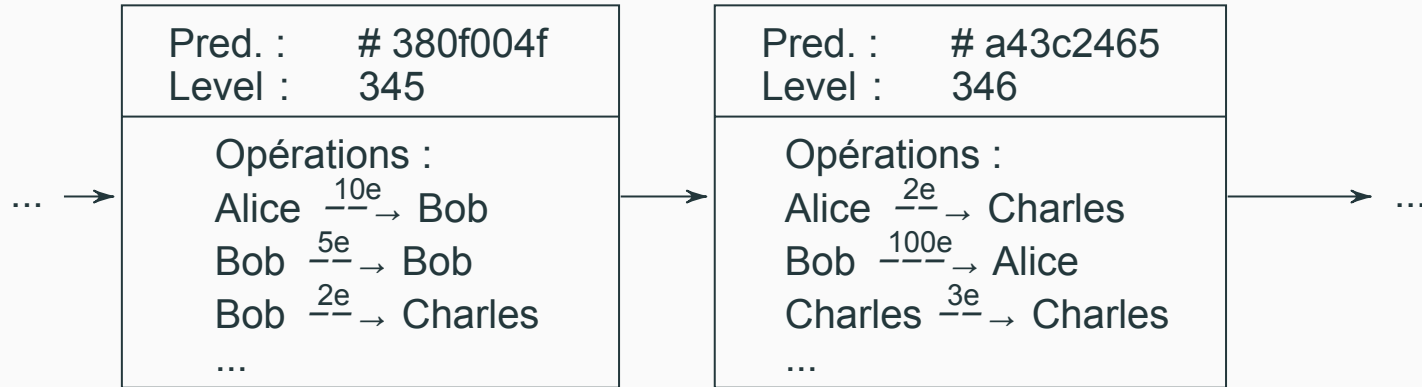 Pred. : # 380f004f
Level : 345
Opérations :
Alice 10e → Bob
Bob 5e → Bob
Bob 2e → Charles
...
Pred. : # a43c2465
Level : 346
Opérations :
Alice 2e → Charles
Bob 100e → Alice
Charles 3e → Charles
...
...
...